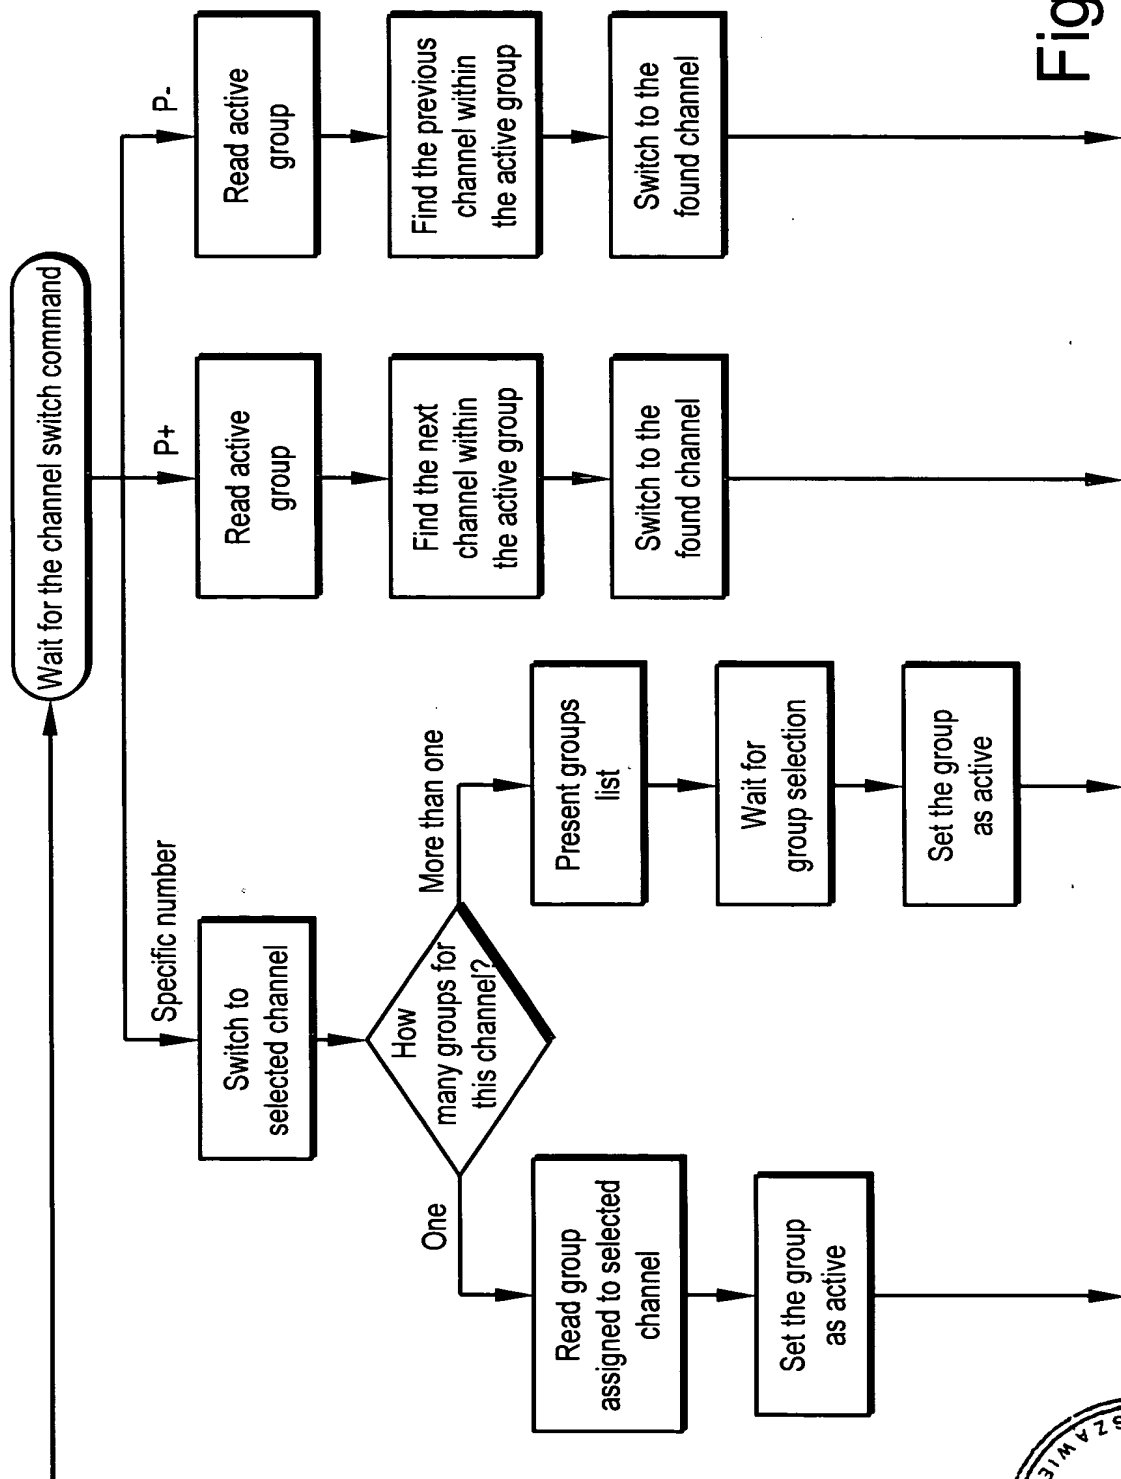 Wait for the channel switch command
Specific number
P+
P-
Switch to
selected channel
Read active
group
Read active
group
How
many groups for
this channel?
One
More than one
Find the next
channel within
the active group
Find the previous
channel within
the active group
Read group
assigned to selected
channel
Present groups
list
Switch to the
found channel
Switch to the
found channel
Set the group
as active
Wait for
group selection
Set the group
as active
Fig